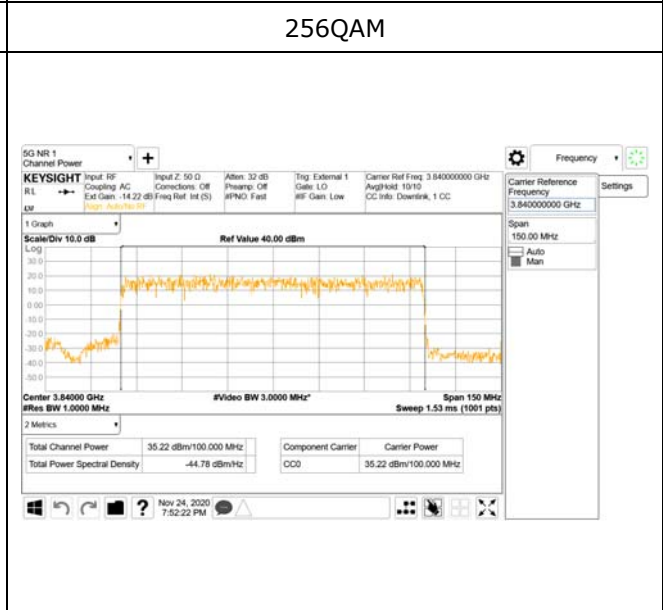 256QAM
5G NR 1
Channel Power
Frequency
KEYSIGHT
RL
Input: RF
Coupling: AC
Ext Gain: -14.22 dB
Align: Auto/No RF
Input Z: 50 Ω
Corrections: Off
Freq Ref: Int (S)
Atten: 32 dB
Preamp: Off
#PNO: Fast
Trig: External 1
Gate: LO
#IF Gain: Low
Carrier Ref Freq: 3.840000000 GHz
Avg|Hold: 10/10
CC Info: Downlink, 1 CC
Carrier Reference
Frequency
3.840000000 GHz
Settings
Span
150.00 MHz
Auto
Man
1 Graph
Scale/Div 10.0 dB
Ref Value 40.00 dBm
Log
30.0
20.0
10.0
0.00
-10.0
-20.0
-30.0
-40.0
-50.0
Center 3.84000 GHz
#Video BW 3.0000 MHz*
Span 150 MHz
#Res BW 1.0000 MHz
Sweep 1.53 ms (1001 pts)
2 Metrics
Total Channel Power 35.22 dBm/100.000 MHz
Total Power Spectral Density -44.78 dBm/Hz
Component Carrier Carrier Power
CC0 35.22 dBm/100.000 MHz
Nov 24, 2020
7:52:22 PM